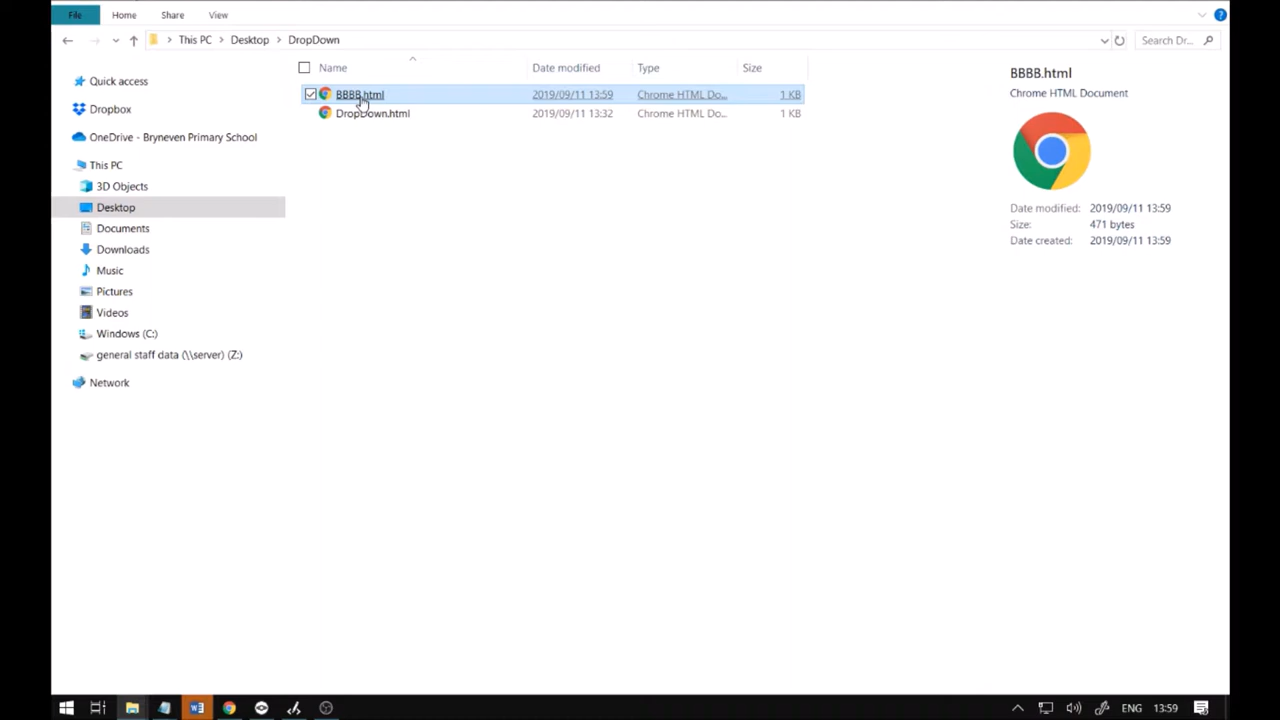 File Home Share View
This PC Desktop DropDown Search Dr...
Name Date modified Type Size
BBBB.html 2019/09/11 13:59 Chrome HTML Do... 1 KB
DropDown.html 2019/09/11 13:32 Chrome HTML Do... 1 KB
Quick access
Dropbox
OneDrive - Bryneven Primary School
This PC
3D Objects
Desktop
Documents
Downloads
Music
Pictures
Videos
Windows (C:)
general staff data (\\server) (Z:)
Network
BBBB.html
Chrome HTML Document
Date modified: 2019/09/11 13:59
Size: 471 bytes
Date created: 2019/09/11 13:59
ENG 13:59